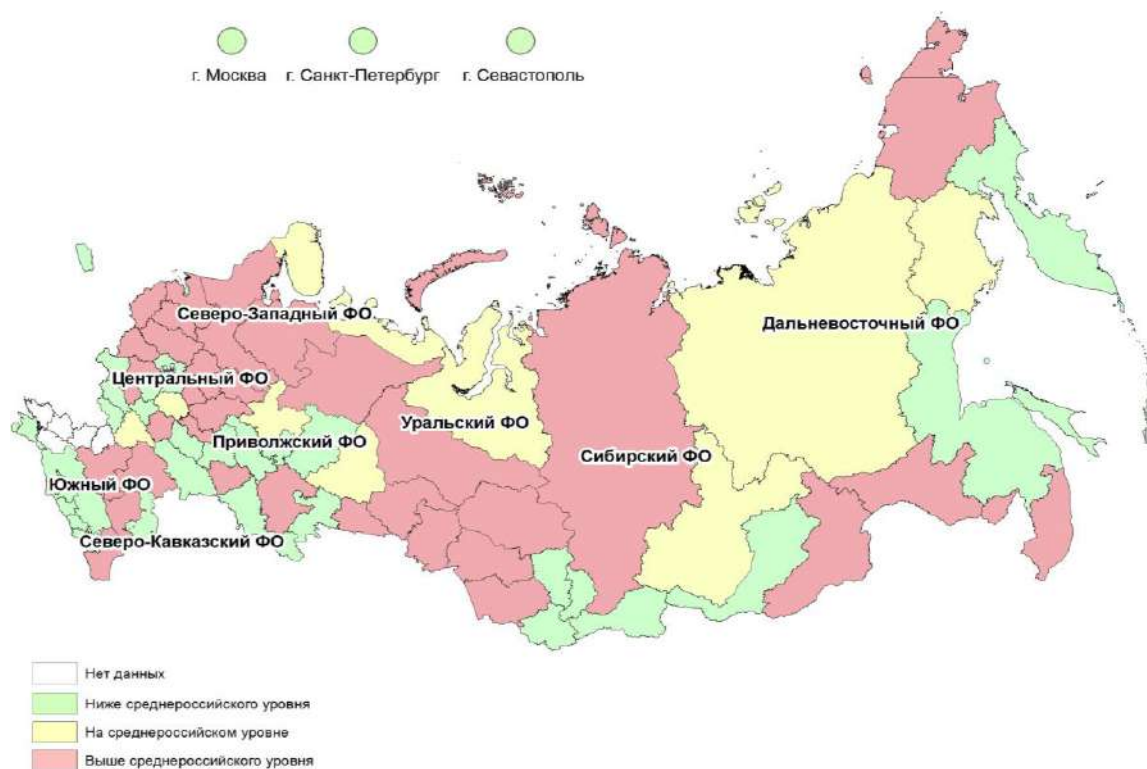 г. Москва г. Санкт-Петербург г. Севастополь
Северо-Западный ФО
Дальневосточный ФО
Центральный ФО
Уральский ФО
Приволжский ФО
Сибирский ФО
Южный ФО
Северо-Кавказский ФО
Нет данных
Ниже среднероссийского уровня
На среднероссийском уровне
Выше среднероссийского уровня